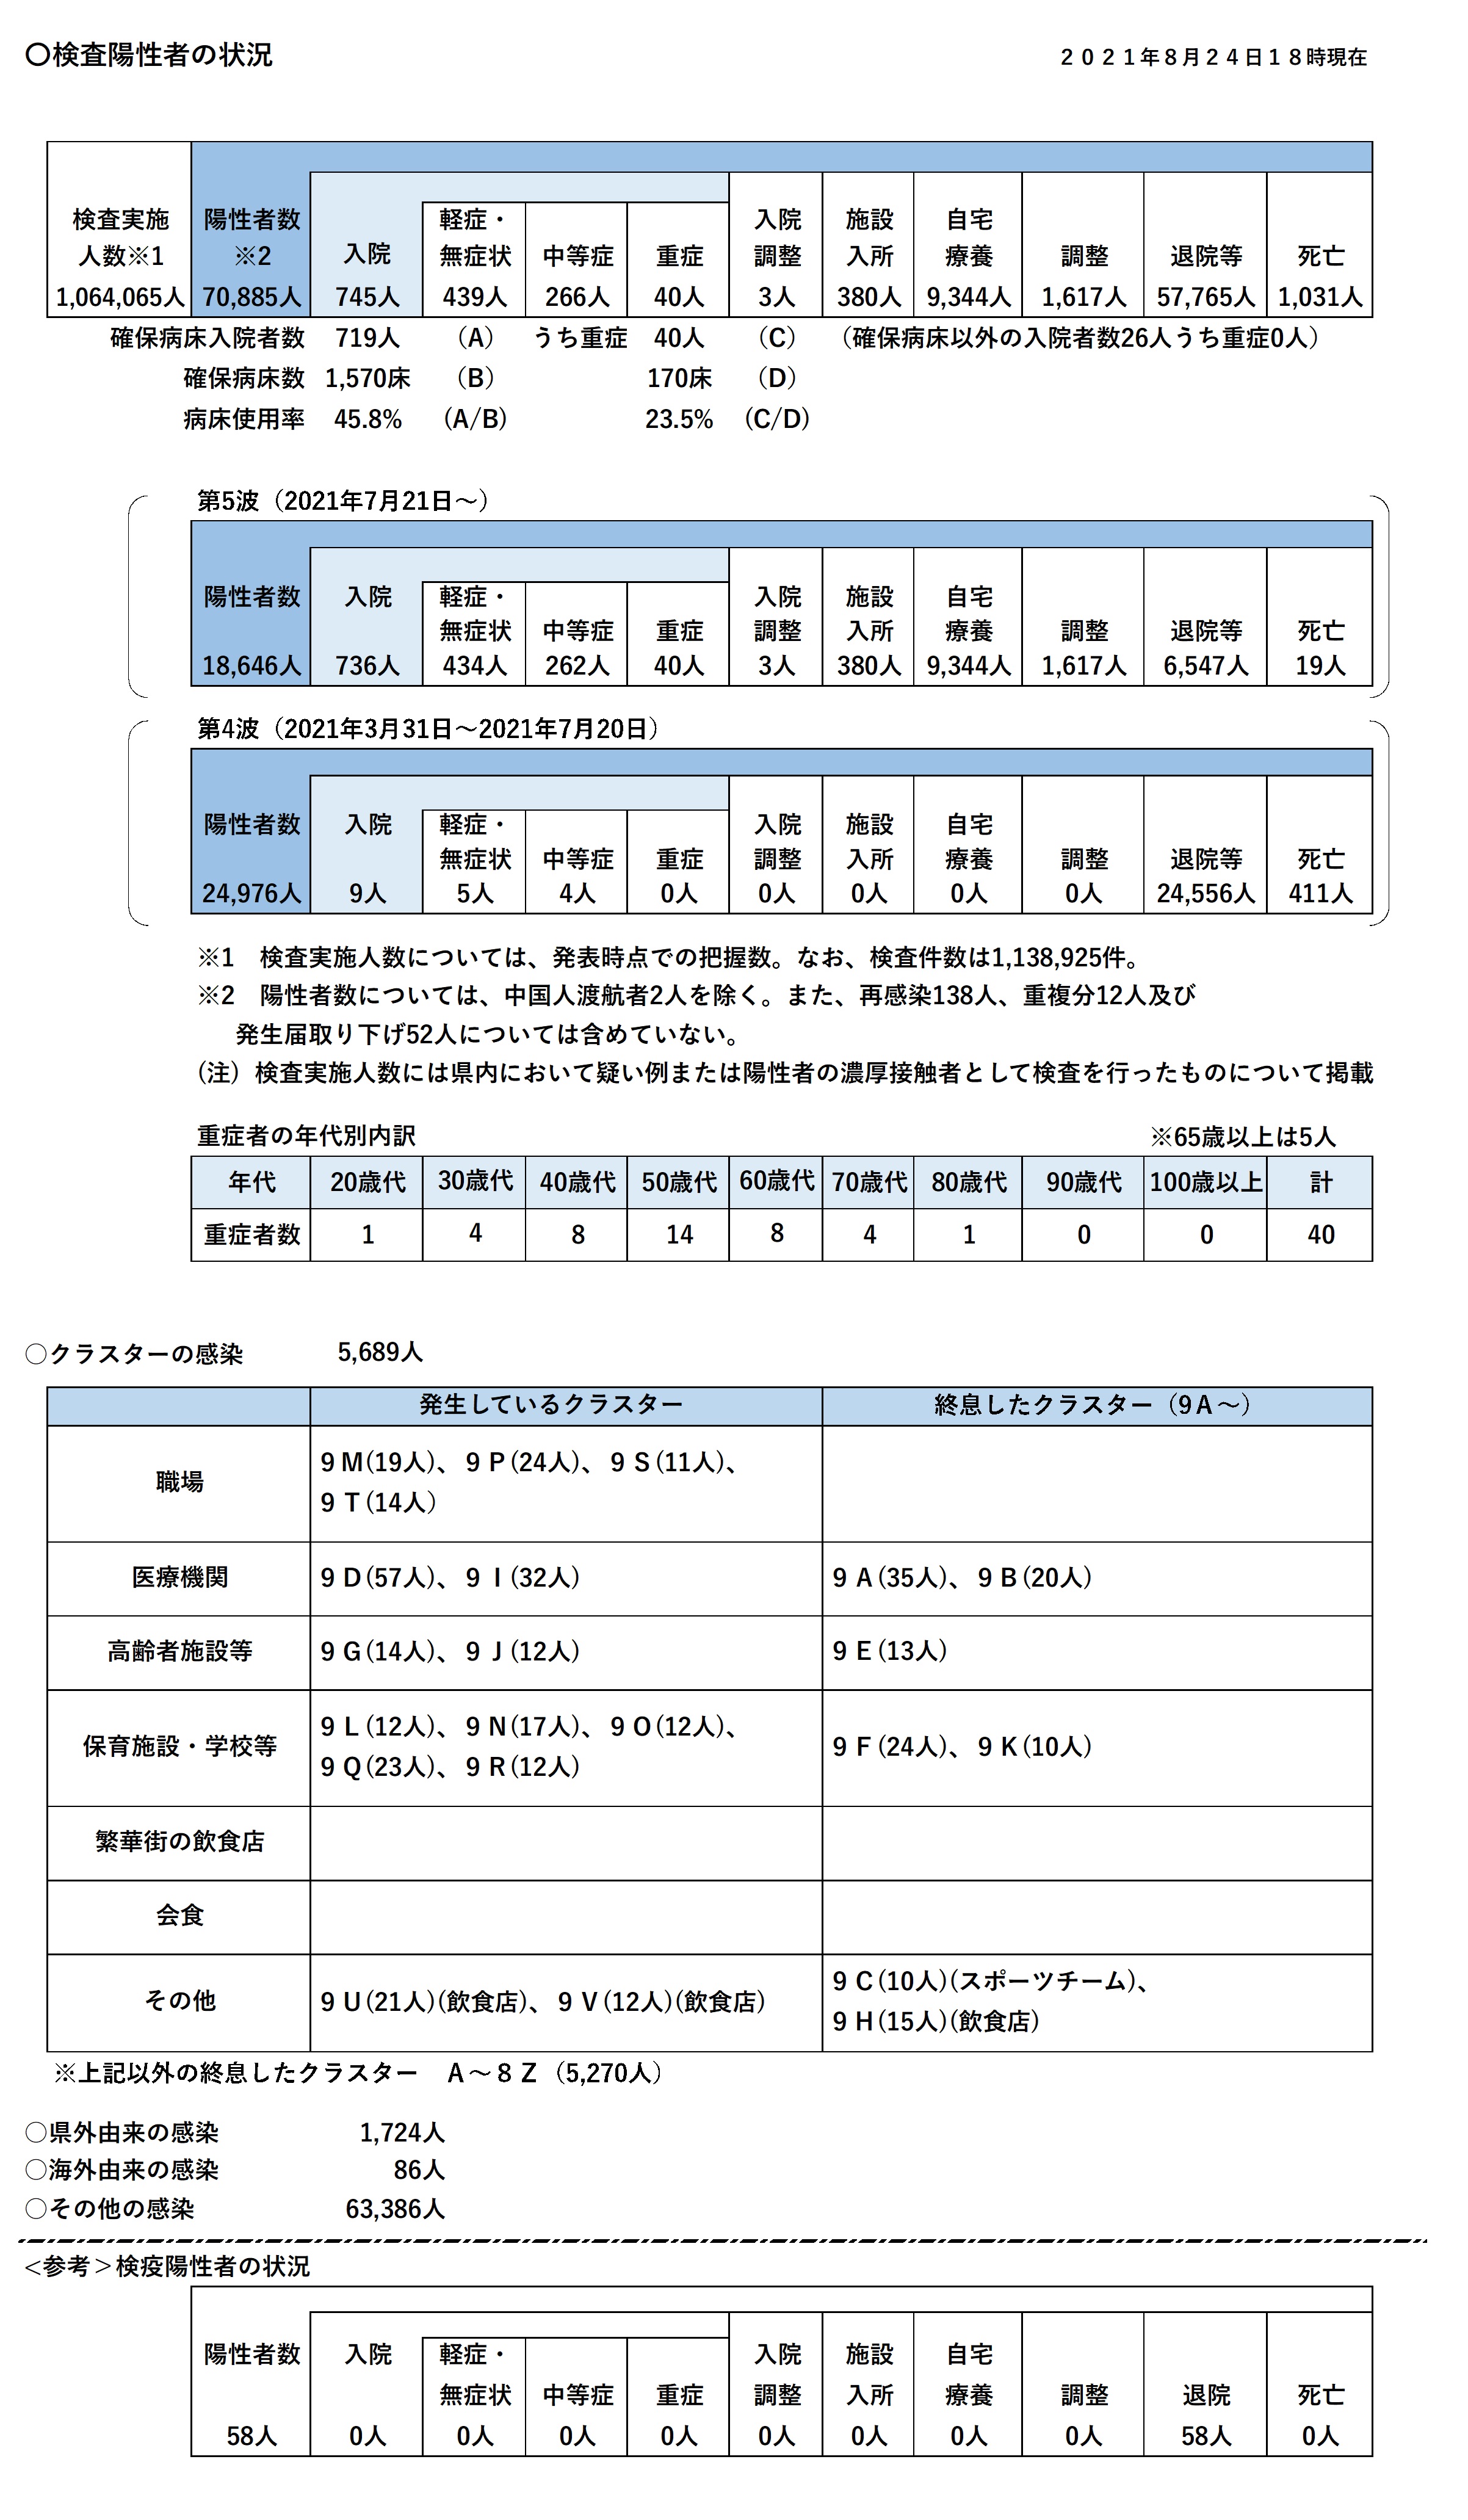 〇検査陽性者の状況
２０２１年８月２４日１８時現在
検査実施 陽性者数 軽症・ 入院 施設 自宅
人数※1 ※2 入院 無症状 中等症 重症 調整 入所 療養 調整 退院等 死亡
1,064,065人 70,885人 745人 439人 266人 40人 3人 380人 9,344人 1,617人 57,765人 1,031人
確保病床入院者数 719人 （A） うち重症 40人 （C） （確保病床以外の入院者数26人うち重症0人）
確保病床数 1,570床 （B） 170床 （D）
病床使用率 45.8% （A/B） 23.5% （C/D）
第5波（2021年7月21日～）
陽性者数 入院 軽症・ 入院 施設 自宅
無症状 中等症 重症 調整 入所 療養 調整 退院等 死亡
18,646人 736人 434人 262人 40人 3人 380人 9,344人 1,617人 6,547人 19人
第4波（2021年3月31日～2021年7月20日）
陽性者数 入院 軽症・ 入院 施設 自宅
無症状 中等症 重症 調整 入所 療養 調整 退院等 死亡
24,976人 9人 5人 4人 0人 0人 0人 0人 0人 24,556人 411人
※1　検査実施人数については、発表時点での把握数。なお、検査件数は1,138,925件。
※2　陽性者数については、中国人渡航者2人を除く。また、再感染138人、重複分12人及び
発生届取り下げ52人については含めていない。
(注）検査実施人数には県内において疑い例または陽性者の濃厚接触者として検査を行ったものについて掲載
重症者の年代別内訳 ※65歳以上は5人
年代 20歳代 30歳代 40歳代 50歳代 60歳代 70歳代 80歳代 90歳代 100歳以上 計
重症者数 1 4 8 14 8 4 1 0 0 40
○クラスターの感染 5,689人
発生しているクラスター 終息したクラスター（９Ａ～）
職場 ９Ｍ(19人)、９Ｐ(24人)、９Ｓ(11人)、
９Ｔ(14人）
医療機関 ９Ｄ(57人)、９Ｉ(32人） ９Ａ(35人)、９Ｂ(20人）
高齢者施設等 ９Ｇ(14人)、９Ｊ(12人） ９Ｅ(13人）
保育施設・学校等 ９Ｌ(12人)、９Ｎ(17人)、９Ｏ(12人)、
９Ｑ(23人)、９Ｒ(12人） ９Ｆ(24人)、９Ｋ(10人）
繁華街の飲食店
会食
その他 ９Ｕ(21人)(飲食店)、９Ｖ(12人)(飲食店） ９Ｃ(10人)(スポーツチーム)、
９Ｈ(15人)(飲食店）
※上記以外の終息したクラスター　Ａ～８Ｚ（5,270人）
○県外由来の感染 1,724人
○海外由来の感染 86人
○その他の感染 63,386人
<参考＞検疫陽性者の状況
陽性者数 入院 軽症・ 入院 施設 自宅
無症状 中等症 重症 調整 入所 療養 調整 退院 死亡
58人 0人 0人 0人 0人 0人 0人 0人 0人 58人 0人